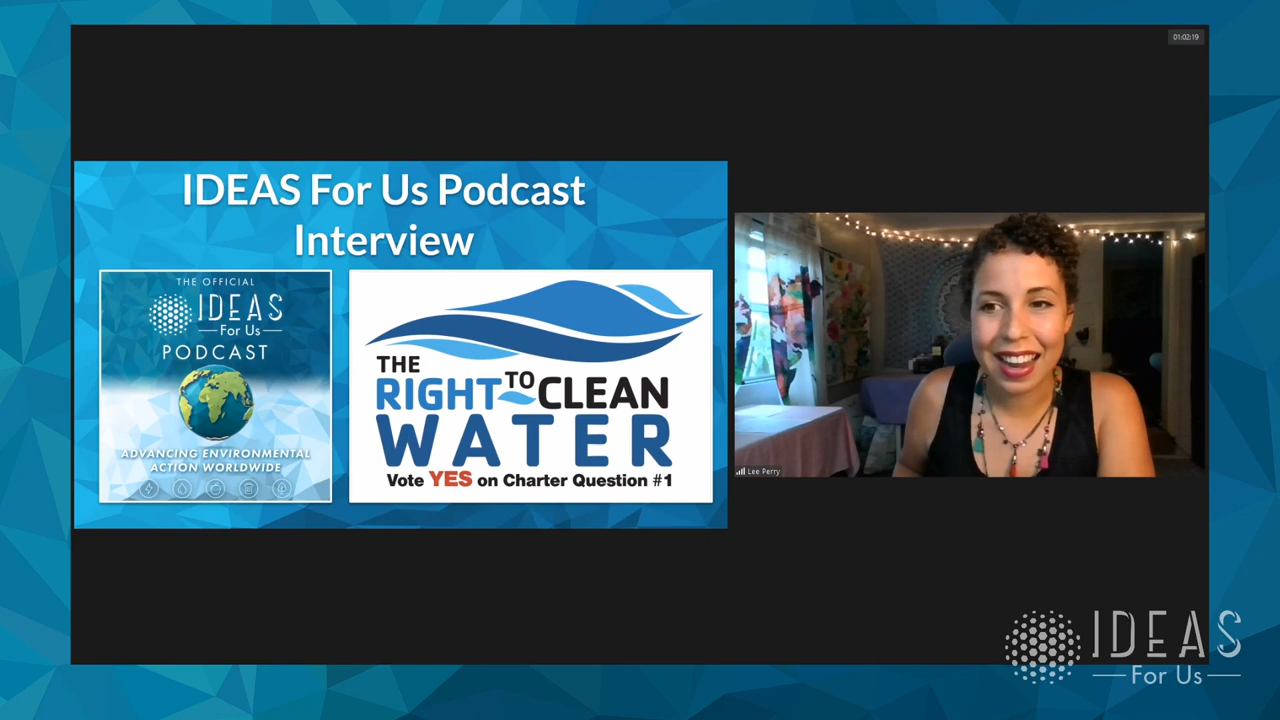 01:02:19
IDEAS For Us Podcast
Interview
THE OFFICIAL
IDEAS
For Us
PODCAST
ADVANCING ENVIRONMENTAL
ACTION WORLDWIDE
THE
RIGHT TO CLEAN
WATER
Vote YES on Charter Question #1
Lee Perry
IDEAS
For Us